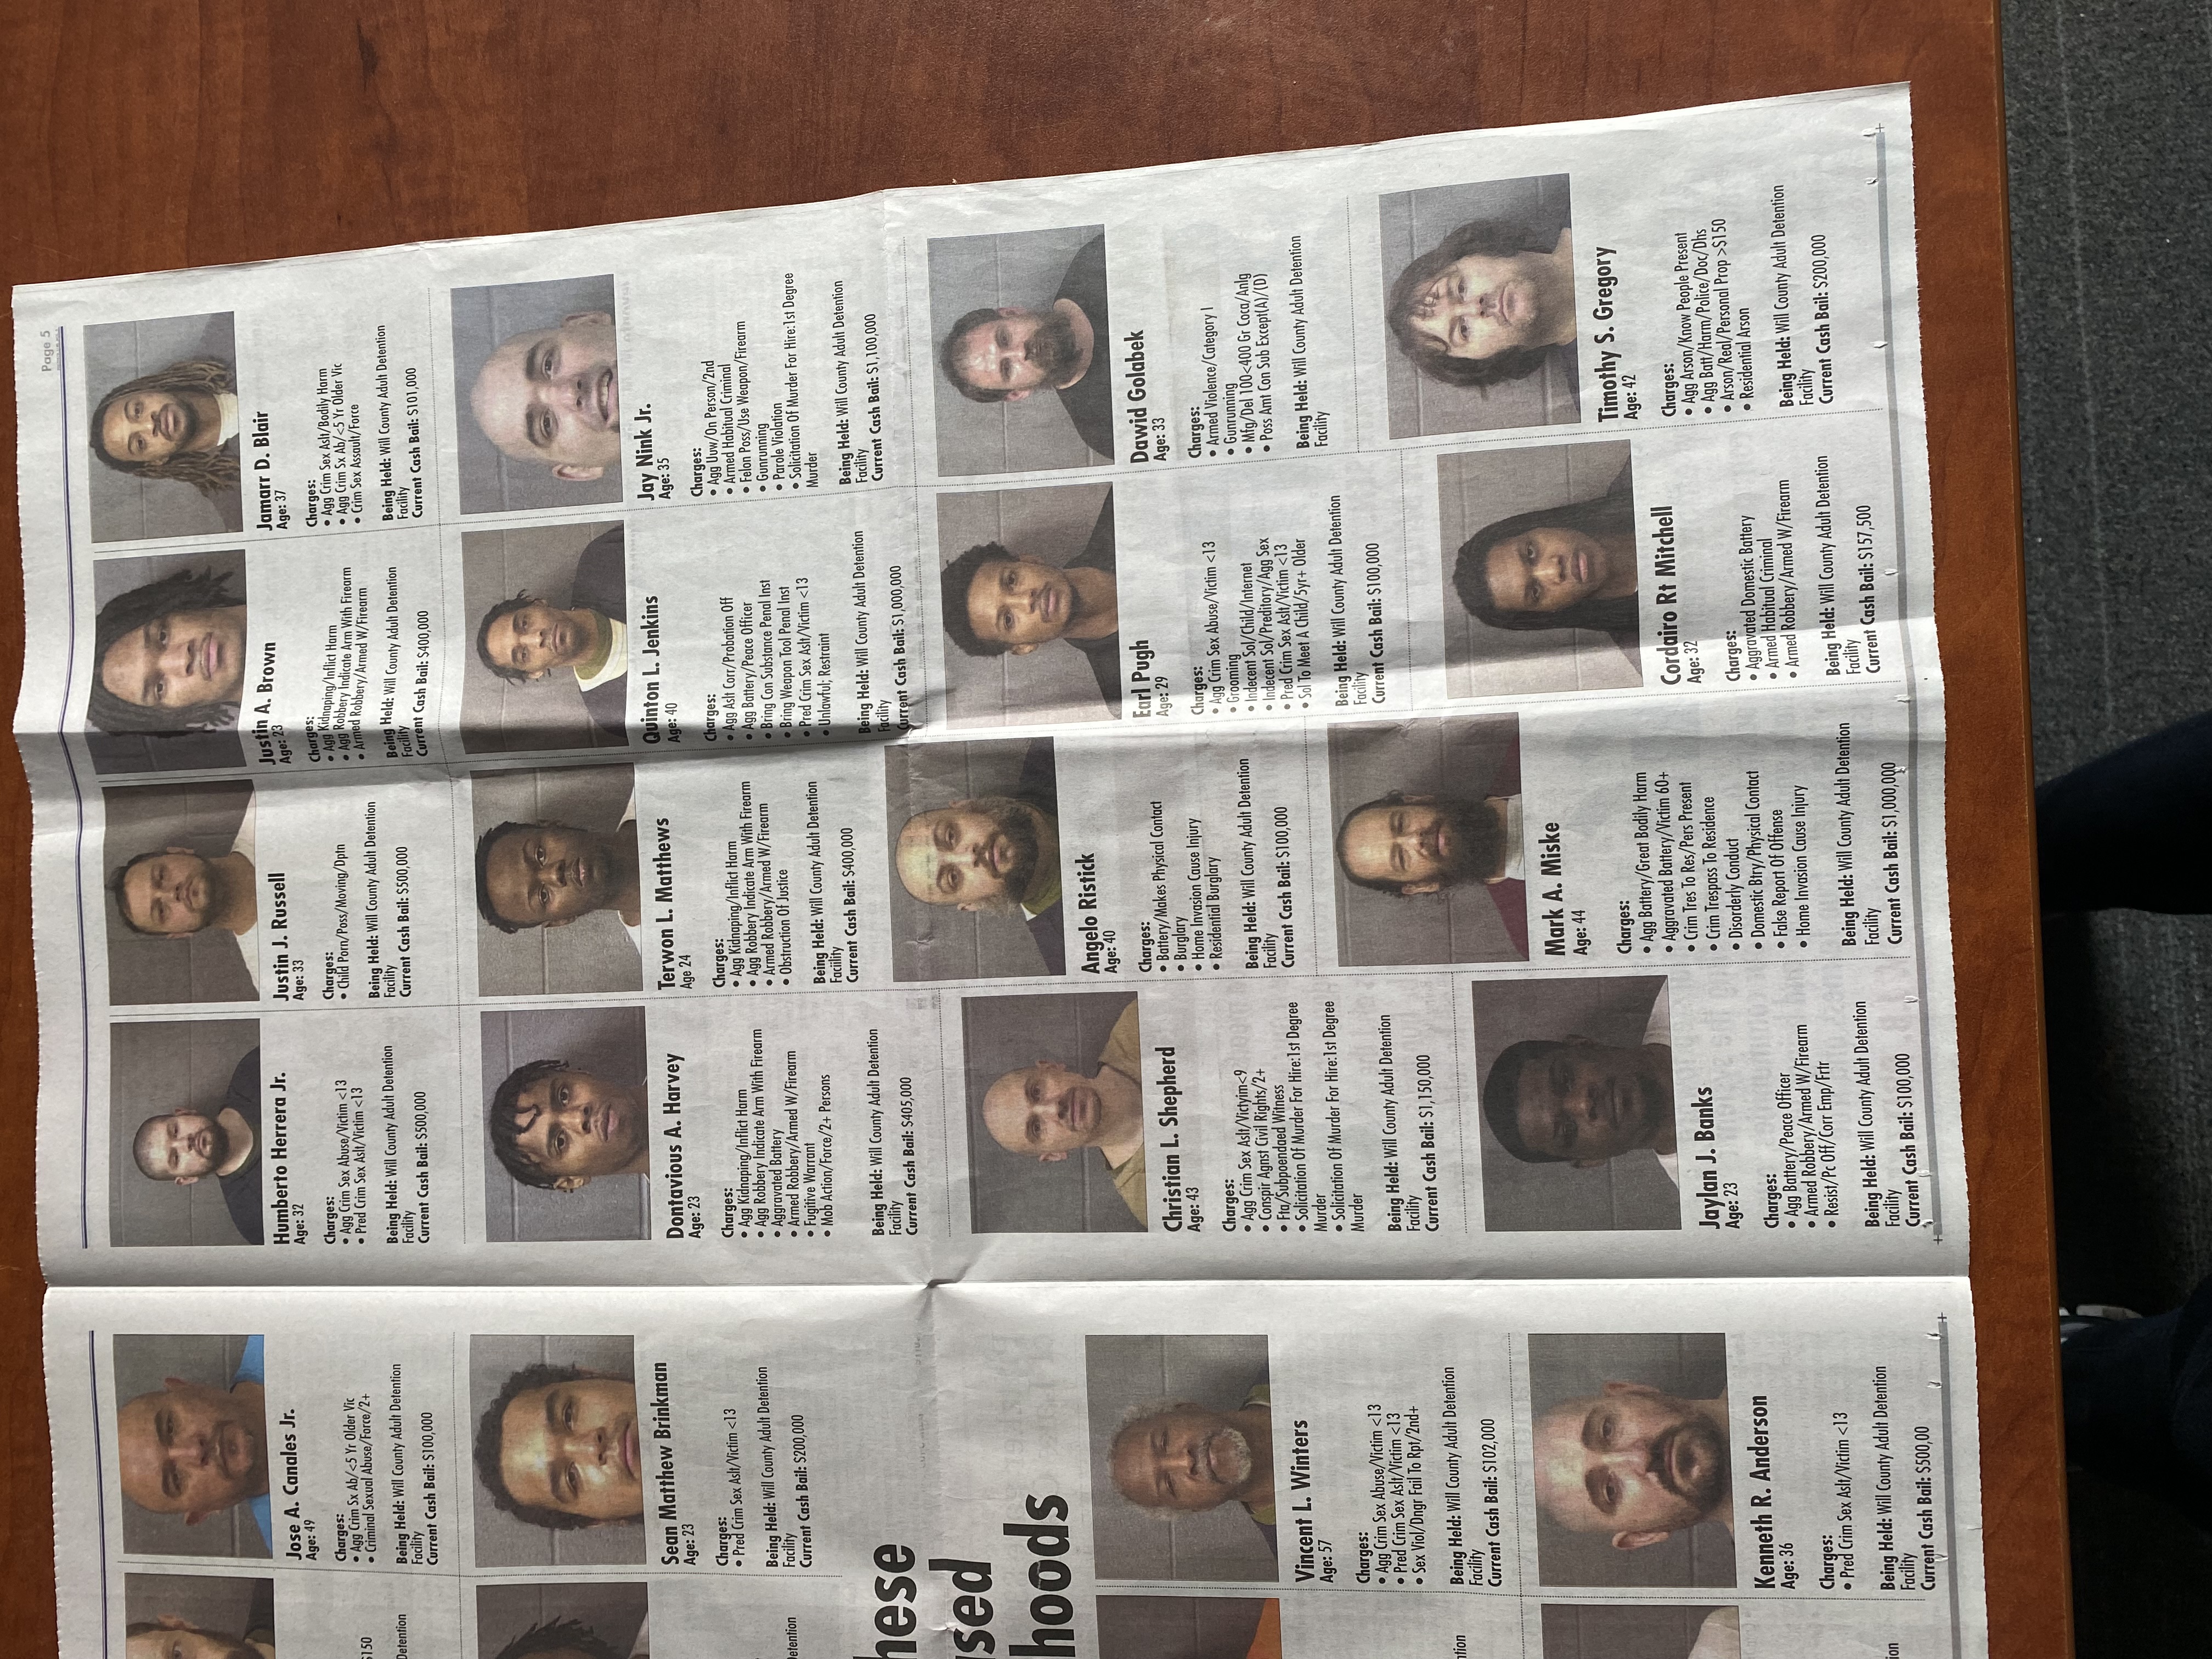 Page 5
$150
Detention
Jose A. Canales Jr.
Age: 49
Charges:
• Agg Crim Sx Ab/<5 Yr Older Vic
• Criminal Sexual Abuse/Force/2+
Being Held: Will County Adult Detention
Facility
Current Cash Bail: $100,000
Detention
Sean Matthew Brinkman
Age: 23
Charges:
• Pred Crim Sex Aslt/Victim <13
Being Held: Will County Adult Detention
Facility
Current Cash Bail: $200,000
hese
sed
hoods
ntion
Vincent L. Winters
Age: 57
Charges:
• Agg Crim Sex Abuse/Victim <13
• Pred Crim Sex Aslt/Victim <13
• Sex Viol/Dngr Fail To Rpt/2nd+
Being Held: Will County Adult Detention
Facility
Current Cash Bail: $102,000
ion
Kenneth R. Anderson
Age: 36
Charges:
• Pred Crim Sex Aslt/Victim <13
Being Held: Will County Adult Detention
Facility
Current Cash Bail: $500,00
Humberto Herrera Jr.
Age: 32
Charges:
• Agg Crim Sex Abuse/Victim <13
• Pred Crim Sex Aslt/Victim <13
Being Held: Will County Adult Detention
Facility
Current Cash Bail: $500,000
Justin J. Russell
Age: 33
Charges:
• Child Porn/Poss/Moving/Dptn
Being Held: Will County Adult Detention
Facility
Current Cash Bail: $500,000
Justin A. Brown
Age: 23
Charges:
• Agg Kidnaping/Inflict Harm
• Agg Robbery Indicate Arm With Firearm
• Armed Robbery/Armed W/Firearm
Being Held: Will County Adult Detention
Facility
Current Cash Bail: $400,000
Jamarr D. Blair
Age: 37
Charges:
• Agg Crim Sex Aslt/Bodily Harm
• Agg Crim Sx Ab/<5 Yr Older Vic
• Crim Sex Assault/Force
Being Held: Will County Adult Detention
Facility
Current Cash Bail: $101,000
Dontavious A. Harvey
Age: 23
Charges:
• Agg Kidnaping/Inflict Harm
• Agg Robbery Indicate Arm With Firearm
• Aggravated Battery
• Armed Robbery/Armed W/Firearm
• Fugitive Warrant
• Mob Action/Force/2+ Persons
Being Held: Will County Adult Detention
Facility
Current Cash Bail: $405,000
Terwon L. Matthews
Age 24
Charges:
• Agg Kidnaping/Inflict Harm
• Agg Robbery Indicate Arm With Firearm
• Armed Robbery/Armed W/Firearm
• Obstruction Of Justice
Being Held: Will County Adult Detention
Faciility
Current Cash Bail: $400,000
Quinton L. Jenkins
Age: 40
Charges:
• Agg Aslt Corr/Probation Off
• Agg Battery/Peace Officer
• Bring Con Substance Penal Inst
• Bring Weapon Tool Penal Inst
• Pred Crim Sex Aslt/Victim <13
• Unlawful; Restraint
Being Held: Will County Adult Detention
Facility
Current Cash Bail: $1,000,000
Jay Nink Jr.
Age: 35
Charges:
• Agg Uuw/On Person/2nd
• Armed Habitual Criminal
• Felon Poss/Use Weapon/Firearm
• Gunrunning
• Parole Violation
• Solicitation Of Murder For Hire:1st Degree
Murder
Being Held: Will County Adult Detention
Facility
Current Cash Bail: $1,100,000
Christian L. Shepherd
Age: 43
Charges:
• Agg Crim Sex Aslt/Victyim<9
• Conspir Agnst Civil Rights/2+
• Fta/Subpoendaed Witness
• Solicitation Of Murder For Hire:1st Degree
Murder
• Solicitation Of Murder For Hire:1st Degree
Murder
Being Held: Will County Adult Detention
Facility
Current Cash Bail: $1,150,000
Angelo Ristick
Age: 40
Charges:
• Battery/Makes Physical Contact
• Burglary
• Home Invasion Cause Injury
• Residential Burglary
Being Held: Will County Adult Detention
Facility
Current Cash Bail: $100,000
Earl Pugh
Age: 29
Charges:
• Agg Crim Sex Abuse/Victim <13
• Grooming
• Indecent Sol/Child/Internet
• Indecent Sol/Preditory/Agg Sex
• Pred Crim Sex Aslt/Victim <13
• Sol To Meet A Child/5yr+ Older
Being Held: Will County Adult Detention
Facility
Current Cash Bail: $100,000
Dawid Golabek
Age: 33
Charges:
• Armed Violence/Category I
• Gunrunning
• Mfg/Del 100<400 Gr Coca/Anlg
• Poss Amt Con Sub Except(A)/(D)
Being Held: Will County Adult Detention
Facility
Jaylan J. Banks
Age: 23
Charges:
• Agg Battery/Peace Officer
• Armed Robbery/Armed W/Firearm
• Resist/Pc Off/Corr Emp/Frtr
Being Held: Will County Adult Detention
Facility
Current Cash Bail: $100,000
Mark A. Miske
Age: 44
Charges:
• Agg Battery/Great Bodily Harm
• Aggravated Battery/Victim 60+
• Crim Tres To Res/Pers Present
• Crim Trespass To Residence
• Disorderly Conduct
• Domestic Btry/Physical Contact
• False Report Of Offense
• Home Invasion Cause Injury
Being Held: Will County Adult Detention
Facility
Current Cash Bail: $1,000,000
Cordairo Rt Mitchell
Age: 32
Charges:
• Aggravated Domestic Battery
• Armed Habitual Criminal
• Armed Robbery/Armed W/Firearm
Being Held: Will County Adult Detention
Facility
Current Cash Bail: $157,500
Timothy S. Gregory
Age: 42
Charges:
• Agg Arson/Know People Present
• Agg Batt/Harm/Police/Doc/Dhs
• Arson/Real/Personal Prop >$150
• Residential Arson
Being Held: Will County Adult Detention
Facility
Current Cash Bail: $200,000